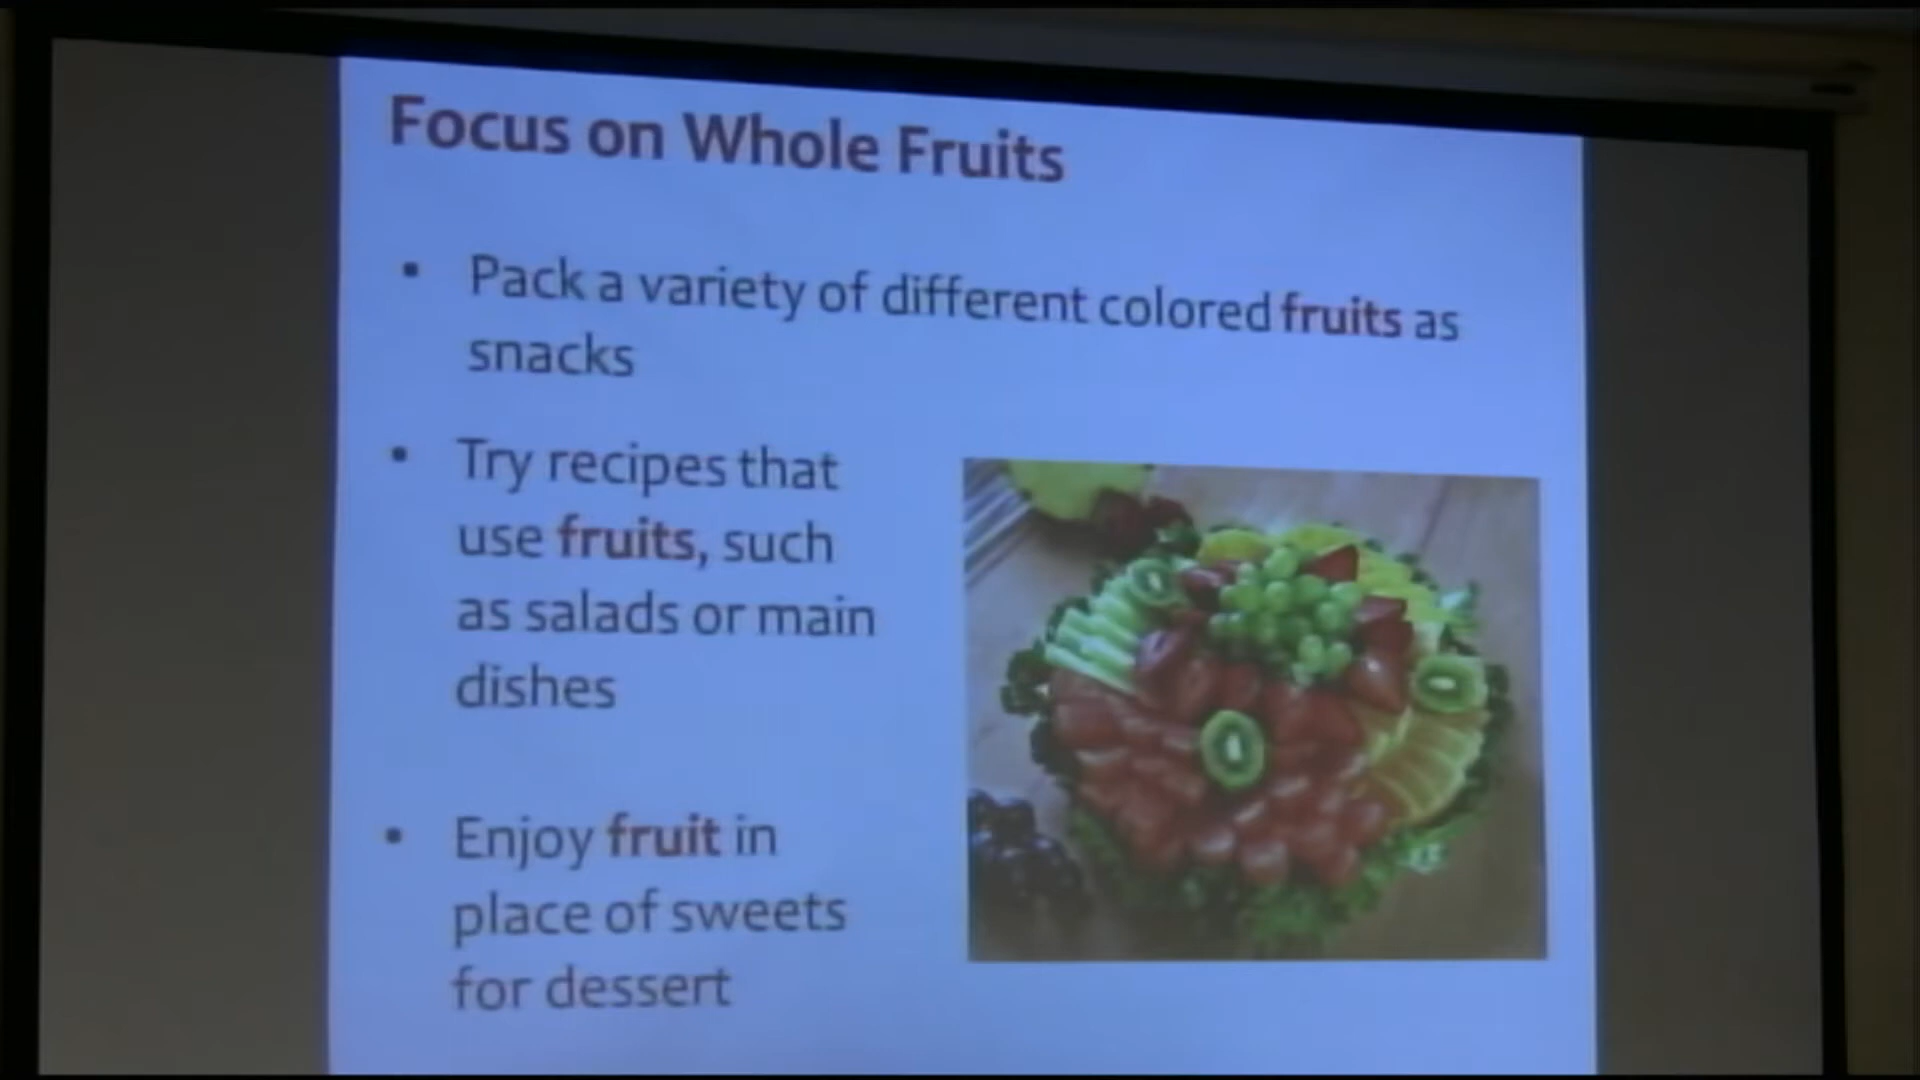 Focus on Whole Fruits
▪ Pack a variety of different colored fruits as
snacks
▪ Try recipes that
use fruits, such
as salads or main
dishes
▪ Enjoy fruit in
place of sweets
for dessert